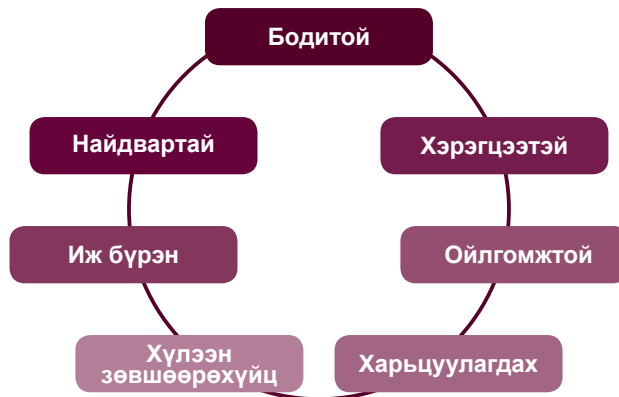 Бодитой
Найдвартай
Хэрэгцээтэй
Иж бүрэн
Ойлгомжтой
Хүлээн
зөвшөөрөхүйц
Харьцуулагдах